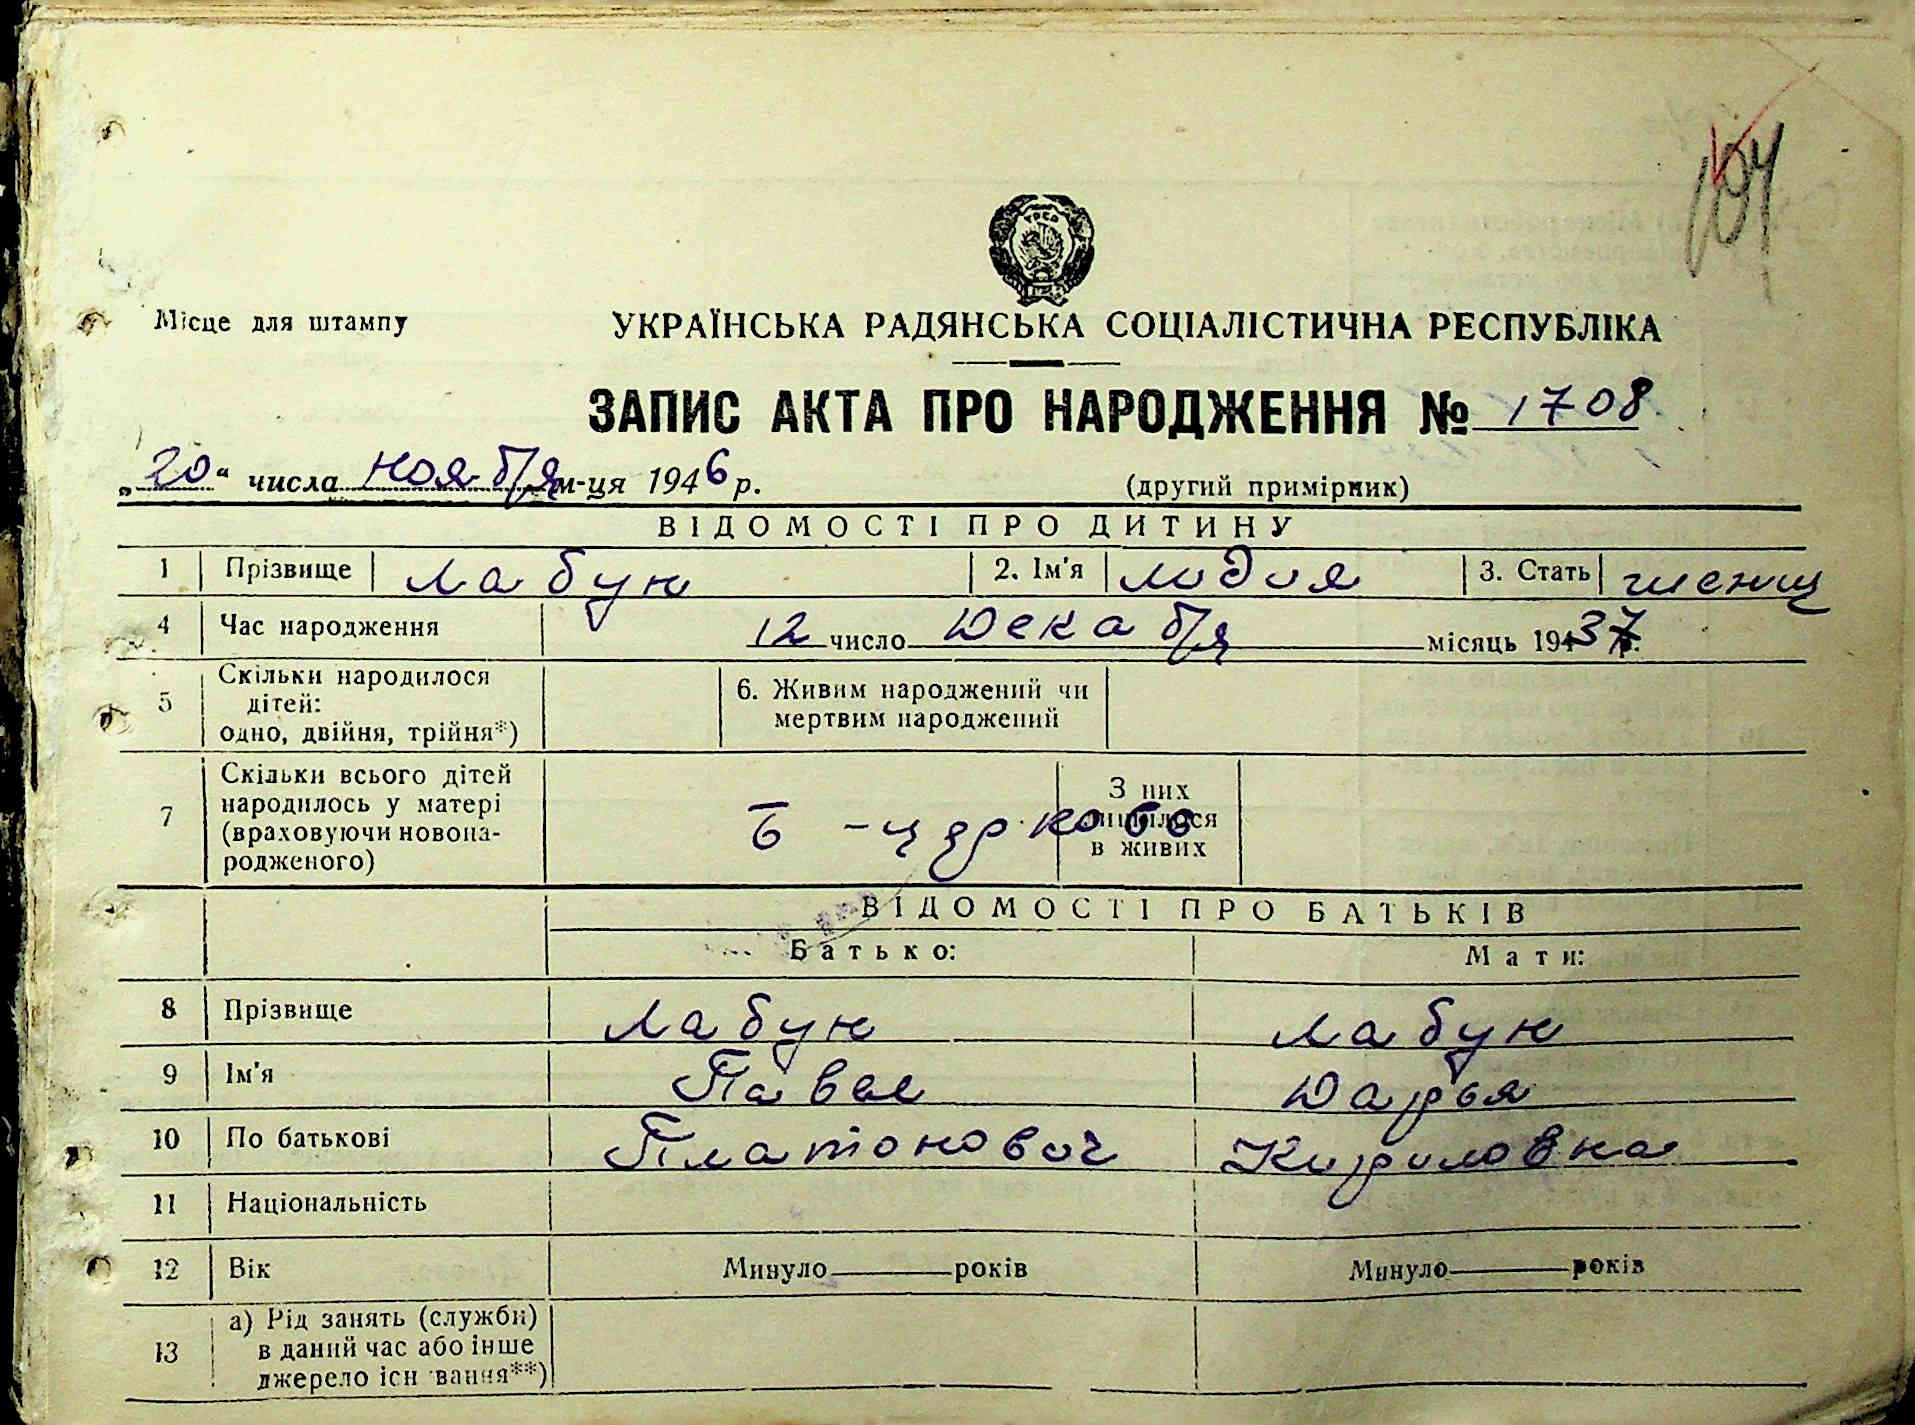 194
УРСР
Місце для штампу
УКРАЇНСЬКА РАДЯНСЬКА СОЦІАЛІСТИЧНА РЕСПУБЛІКА
ЗАПИС АКТА ПРО НАРОДЖЕННЯ № 1708
„20“ числа ноября м-ця 1946 р. (другий примірник)
ВІДОМОСТІ ПРО ДИТИНУ
1 Прізвище Лабун 2. Ім'я Лидия 3. Стать женщ
4 Час народження 12 число Декабря місяць 1937 р.
5 Скільки народилося дітей: одно, двійня, трійня*) 6. Живим народжений чи мертвим народжений
7 Скільки всього дітей народилось у матері (враховуючи новонародженого) Б-Церковь З них лишилося в живих
ВІДОМОСТІ ПРО БАТЬКІВ
Батько: Мати:
8 Прізвище Лабун Лабун
9 Ім'я Павел Дарья
10 По батькові Платонович Кириловна
11 Національність
12 Вік Минуло років Минуло років
13 а) Рід занять (служби) в даний час або інше джерело існування**)